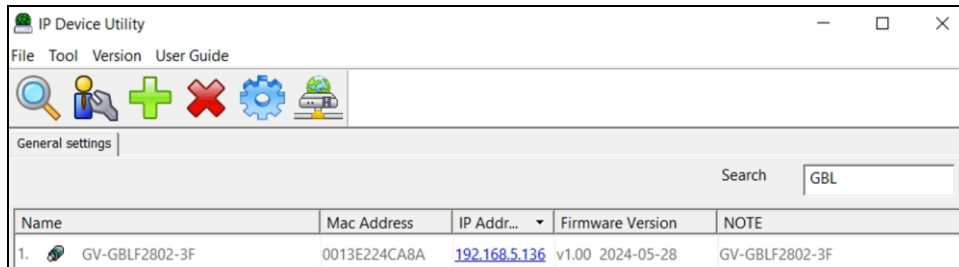 IP Device Utility
File Tool Version User Guide
General settings
Search GBL
Name Mac Address IP Addr... Firmware Version NOTE
1. GV-GBLF2802-3F 0013E224CA8A 192.168.5.136 v1.00 2024-05-28 GV-GBLF2802-3F